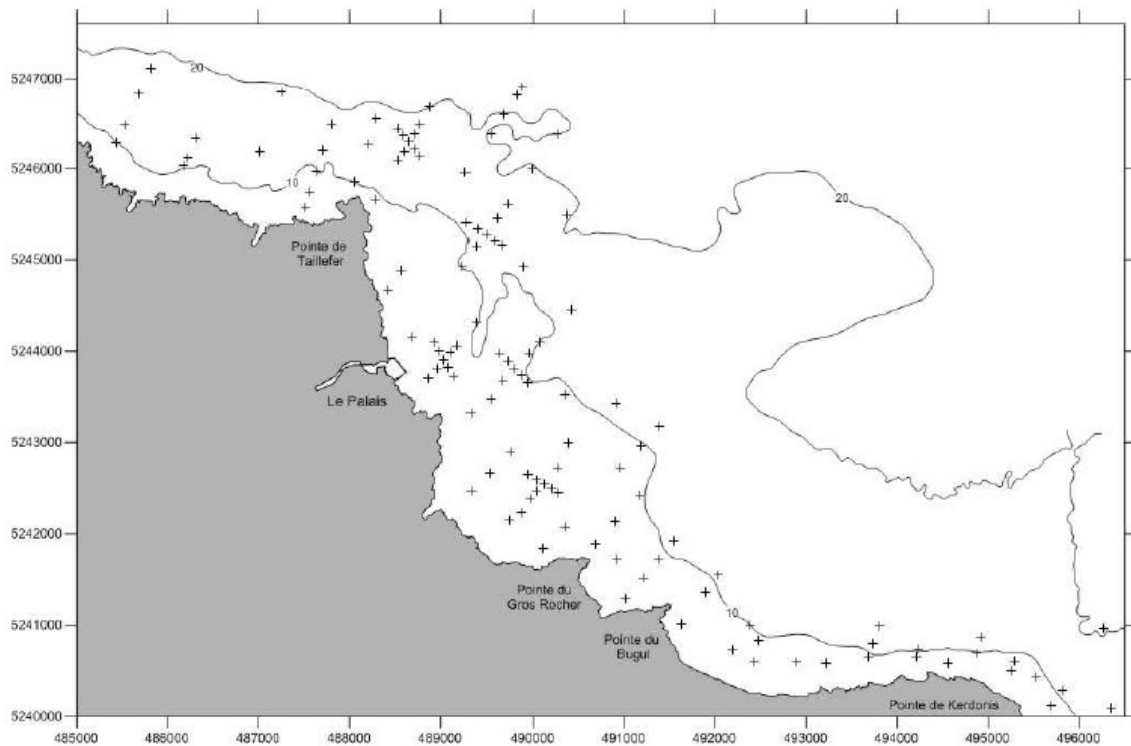 5247000
20
5246000
10
20
Pointe de
Taillefer
5245000
5244000
Le Palais
5243000
5242000
Pointe du
Gros Rocher
10
5241000
Pointe du
Bugul
Pointe de Kerdonis
5240000
485000 486000 487000 488000 489000 490000 491000 492000 493000 494000 495000 496000